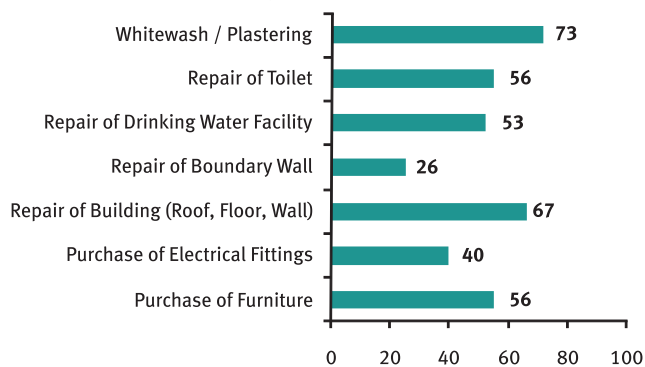 Whitewash / Plastering 73
Repair of Toilet 56
Repair of Drinking Water Facility 53
Repair of Boundary Wall 26
Repair of Building (Roof, Floor, Wall) 67
Purchase of Electrical Fittings 40
Purchase of Furniture 56
0 20 40 60 80 100